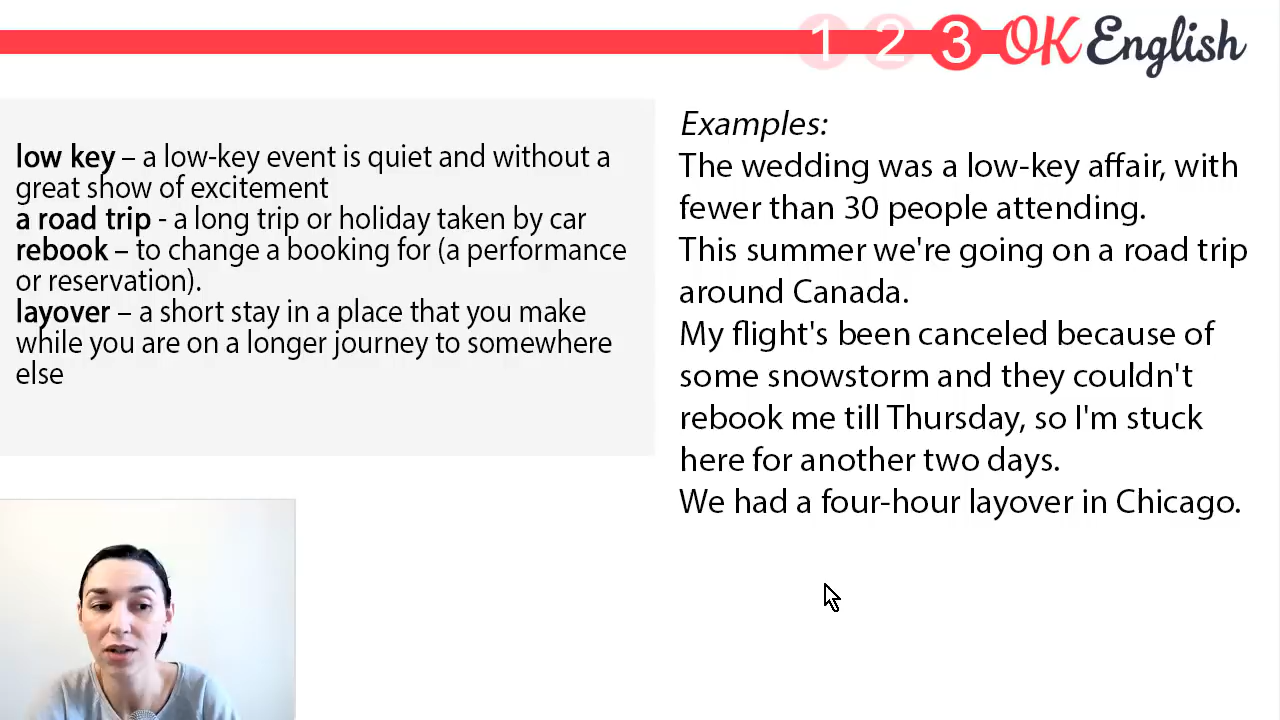 1 2 3 OK English
low key – a low-key event is quiet and without a
great show of excitement
a road trip - a long trip or holiday taken by car
rebook – to change a booking for (a performance
or reservation).
layover – a short stay in a place that you make
while you are on a longer journey to somewhere
else
Examples:
The wedding was a low-key affair, with
fewer than 30 people attending.
This summer we're going on a road trip
around Canada.
My flight's been canceled because of
some snowstorm and they couldn't
rebook me till Thursday, so I'm stuck
here for another two days.
We had a four-hour layover in Chicago.